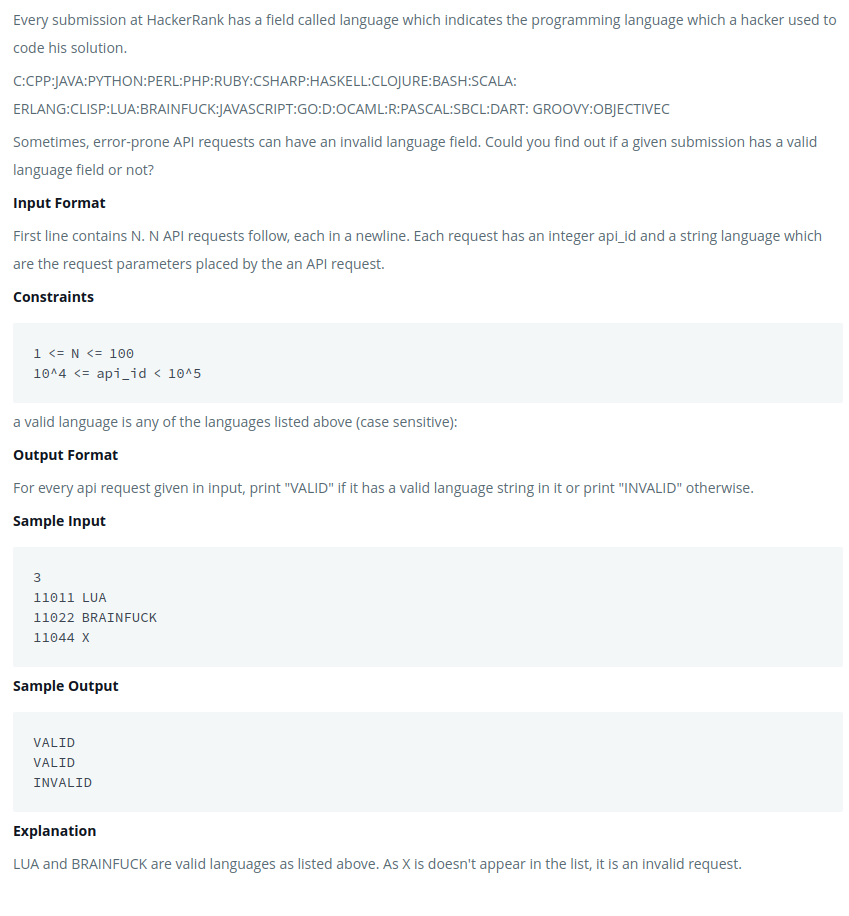 Every submission at HackerRank has a field called language which indicates the programming language which a hacker used to
code his solution.
C:CPP:JAVA:PYTHON:PERL:PHP:RUBY:CSHARP:HASKELL:CLOJURE:BASH:SCALA:
ERLANG:CLISP:LUA:BRAINFUCK:JAVASCRIPT:GO:D:OCAML:R:PASCAL:SBCL:DART: GROOVY:OBJECTIVEC
Sometimes, error-prone API requests can have an invalid language field. Could you find out if a given submission has a valid
language field or not?
Input Format
First line contains N. N API requests follow, each in a newline. Each request has an integer api_id and a string language which
are the request parameters placed by the an API request.
Constraints
1 <= N <= 100
10^4 <= api_id < 10^5
a valid language is any of the languages listed above (case sensitive):
Output Format
For every api request given in input, print "VALID" if it has a valid language string in it or print "INVALID" otherwise.
Sample Input
3
11011 LUA
11022 BRAINFUCK
11044 X
Sample Output
VALID
VALID
INVALID
Explanation
LUA and BRAINFUCK are valid languages as listed above. As X is doesn't appear in the list, it is an invalid request.